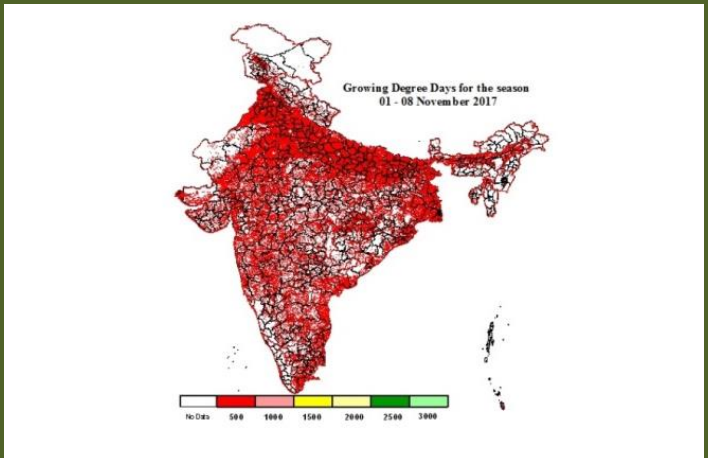 Growing Degree Days for the season
01 - 08 November 2017
No Data 500 1000 1500 2000 2500 3000